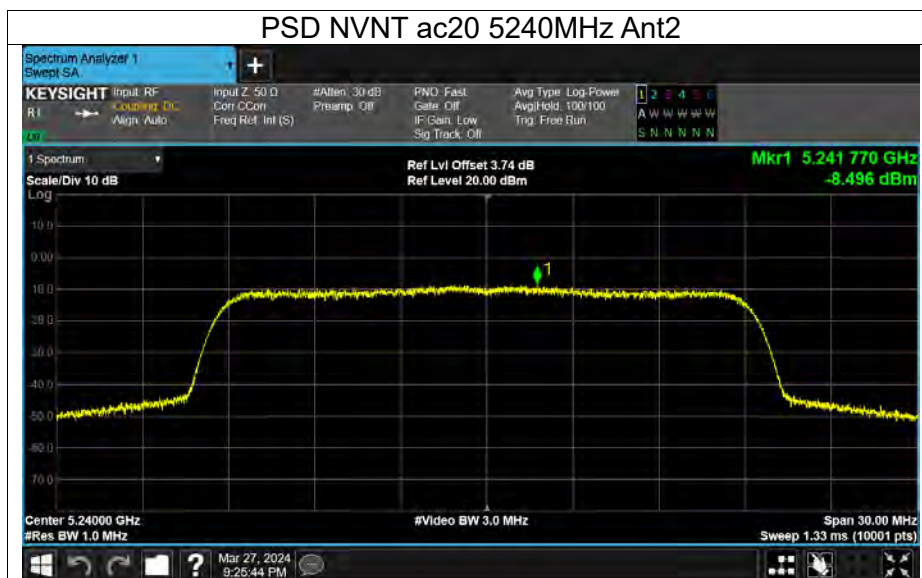 PSD NVNT ac20 5240MHz Ant2
Spectrum Analyzer 1
Swept SA
+
KEYSIGHT Input: RF
Coupling: DC
Align: Auto
Input Z: 50 Ω
Corr CCorr
Freq Ref: Int (S)
#Atten: 30 dB
Preamp: Off
PNO: Fast
Gate: Off
IF Gain: Low
Sig Track: Off
Avg Type: Log-Power
Avg|Hold: 100/100
Trig: Free Run
1 2 3 4 5 6
A W W W W W
S N N N N N
1 Spectrum
Scale/Div 10 dB
Log
Ref Lvl Offset 3.74 dB
Ref Level 20.00 dBm
Mkr1 5.241 770 GHz
-8.496 dBm
10.0
0.00
-10.0
-20.0
-30.0
-40.0
-50.0
-60.0
-70.0
1
Center 5.24000 GHz
#Res BW 1.0 MHz
#Video BW 3.0 MHz
Span 30.00 MHz
Sweep 1.33 ms (10001 pts)
?
Mar 27, 2024
9:25:44 PM